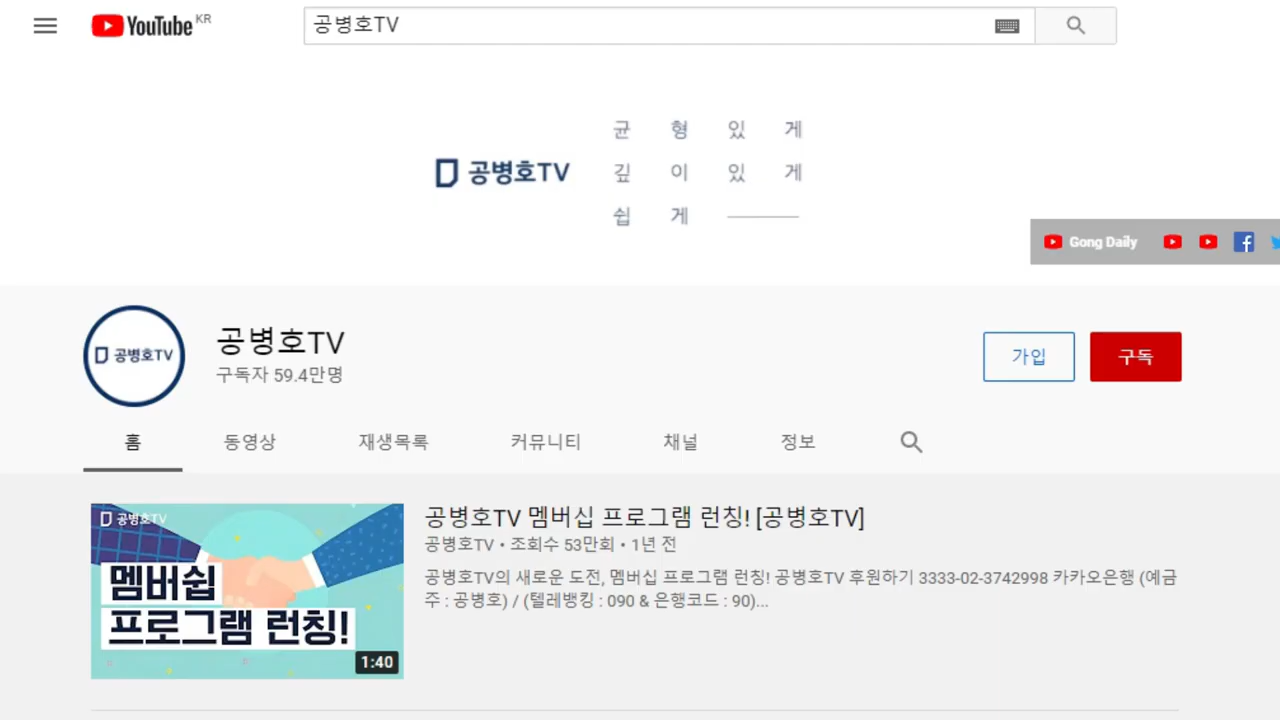 YouTube KR
공병호TV
균 형 있 게
공병호TV
깊 이 있 게
쉽 게
Gong Daily
공병호TV
공병호TV
구독자 59.4만명
가입
구독
홈
동영상
재생목록
커뮤니티
채널
정보
공병호TV
멤버쉽
프로그램 런칭!
1:40
공병호TV 멤버십 프로그램 런칭! [공병호TV]
공병호TV • 조회수 53만회 • 1년 전
공병호TV의 새로운 도전, 멤버십 프로그램 런칭! 공병호TV 후원하기 3333-02-3742998 카카오은행 (예금
주 : 공병호) / (텔레뱅킹 : 090 & 은행코드 : 90)...